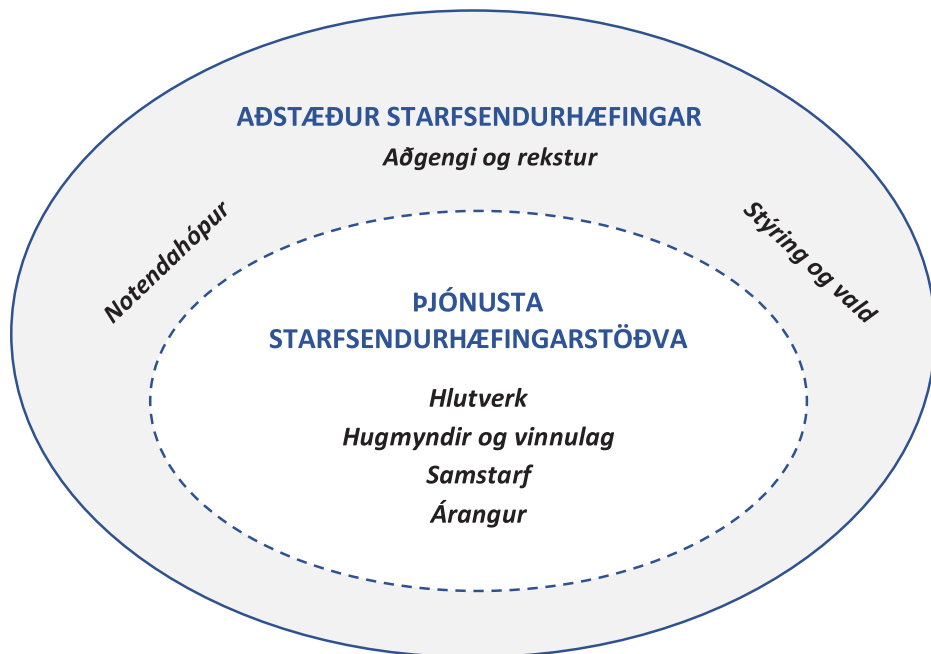 AÐSTÆÐUR STARFSENDURHÆFINGAR
Aðgengi og rekstur
Notendahópur
Stýring og vald
ÞJÓNUSTA
STARFSENDURHÆFINGARSTÖÐVA
Hlutverk
Hugmyndir og vinnulag
Samstarf
Árangur